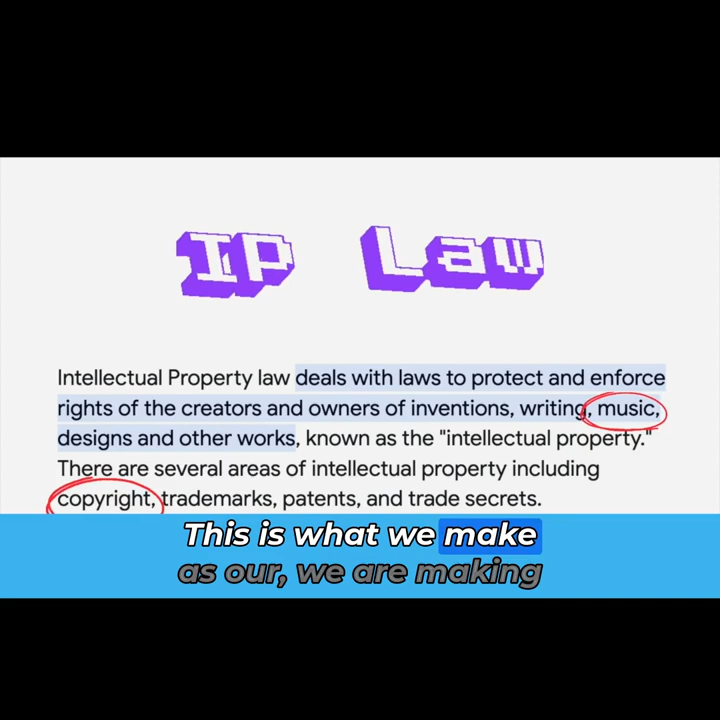 IP Law
Intellectual Property law deals with laws to protect and enforce
rights of the creators and owners of inventions, writing, music,
designs and other works, known as the "intellectual property."
There are several areas of intellectual property including
copyright, trademarks, patents, and trade secrets.
This is what we make
as our, we are making